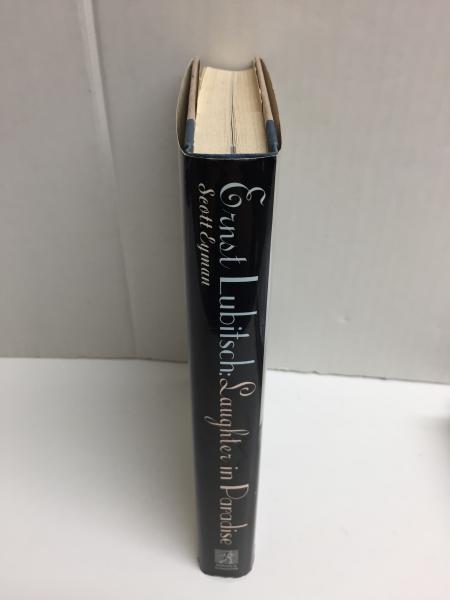 Ernst Lubitsch: Laughter in Paradise
Scott Eyman